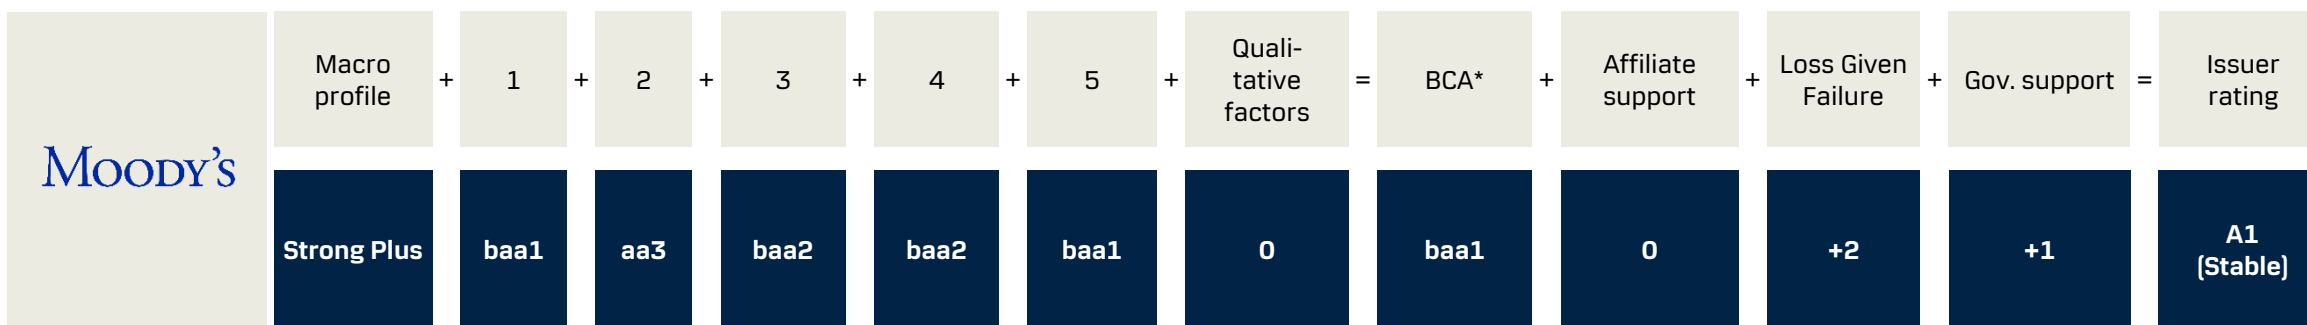 MOODY'S
Macro
profile
+
1
+
2
+
3
+
4
+
5
+
Quali-
tative
factors
=
BCA*
+
Affiliate
support
+
Loss Given
Failure
+
Gov. support
=
Issuer
rating
Strong Plus
baa1
aa3
baa2
baa2
baa1
0
baa1
0
+2
+1
A1
(Stable)